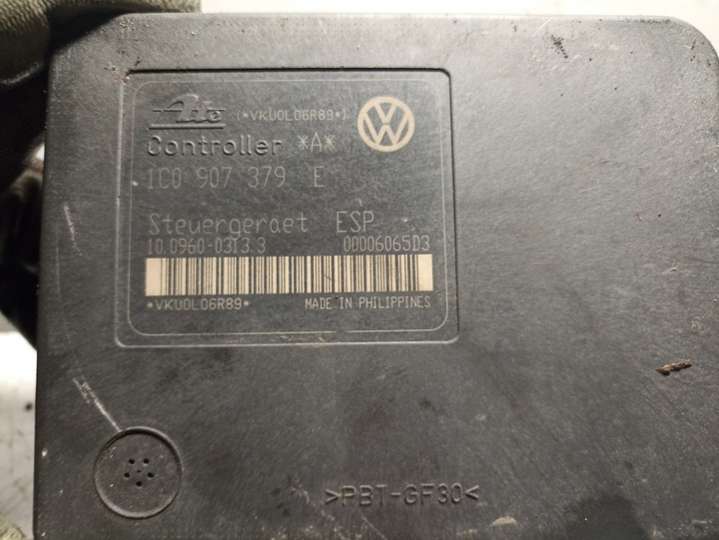 Ate (*VKU0L06R89*)
Controller *A*
1C0 907 379 E
Steuergeraet ESP
10.0960-0313.3 00006065D3
*VKU0L06R89* MADE IN PHILIPPINES
>PBT-GF30<